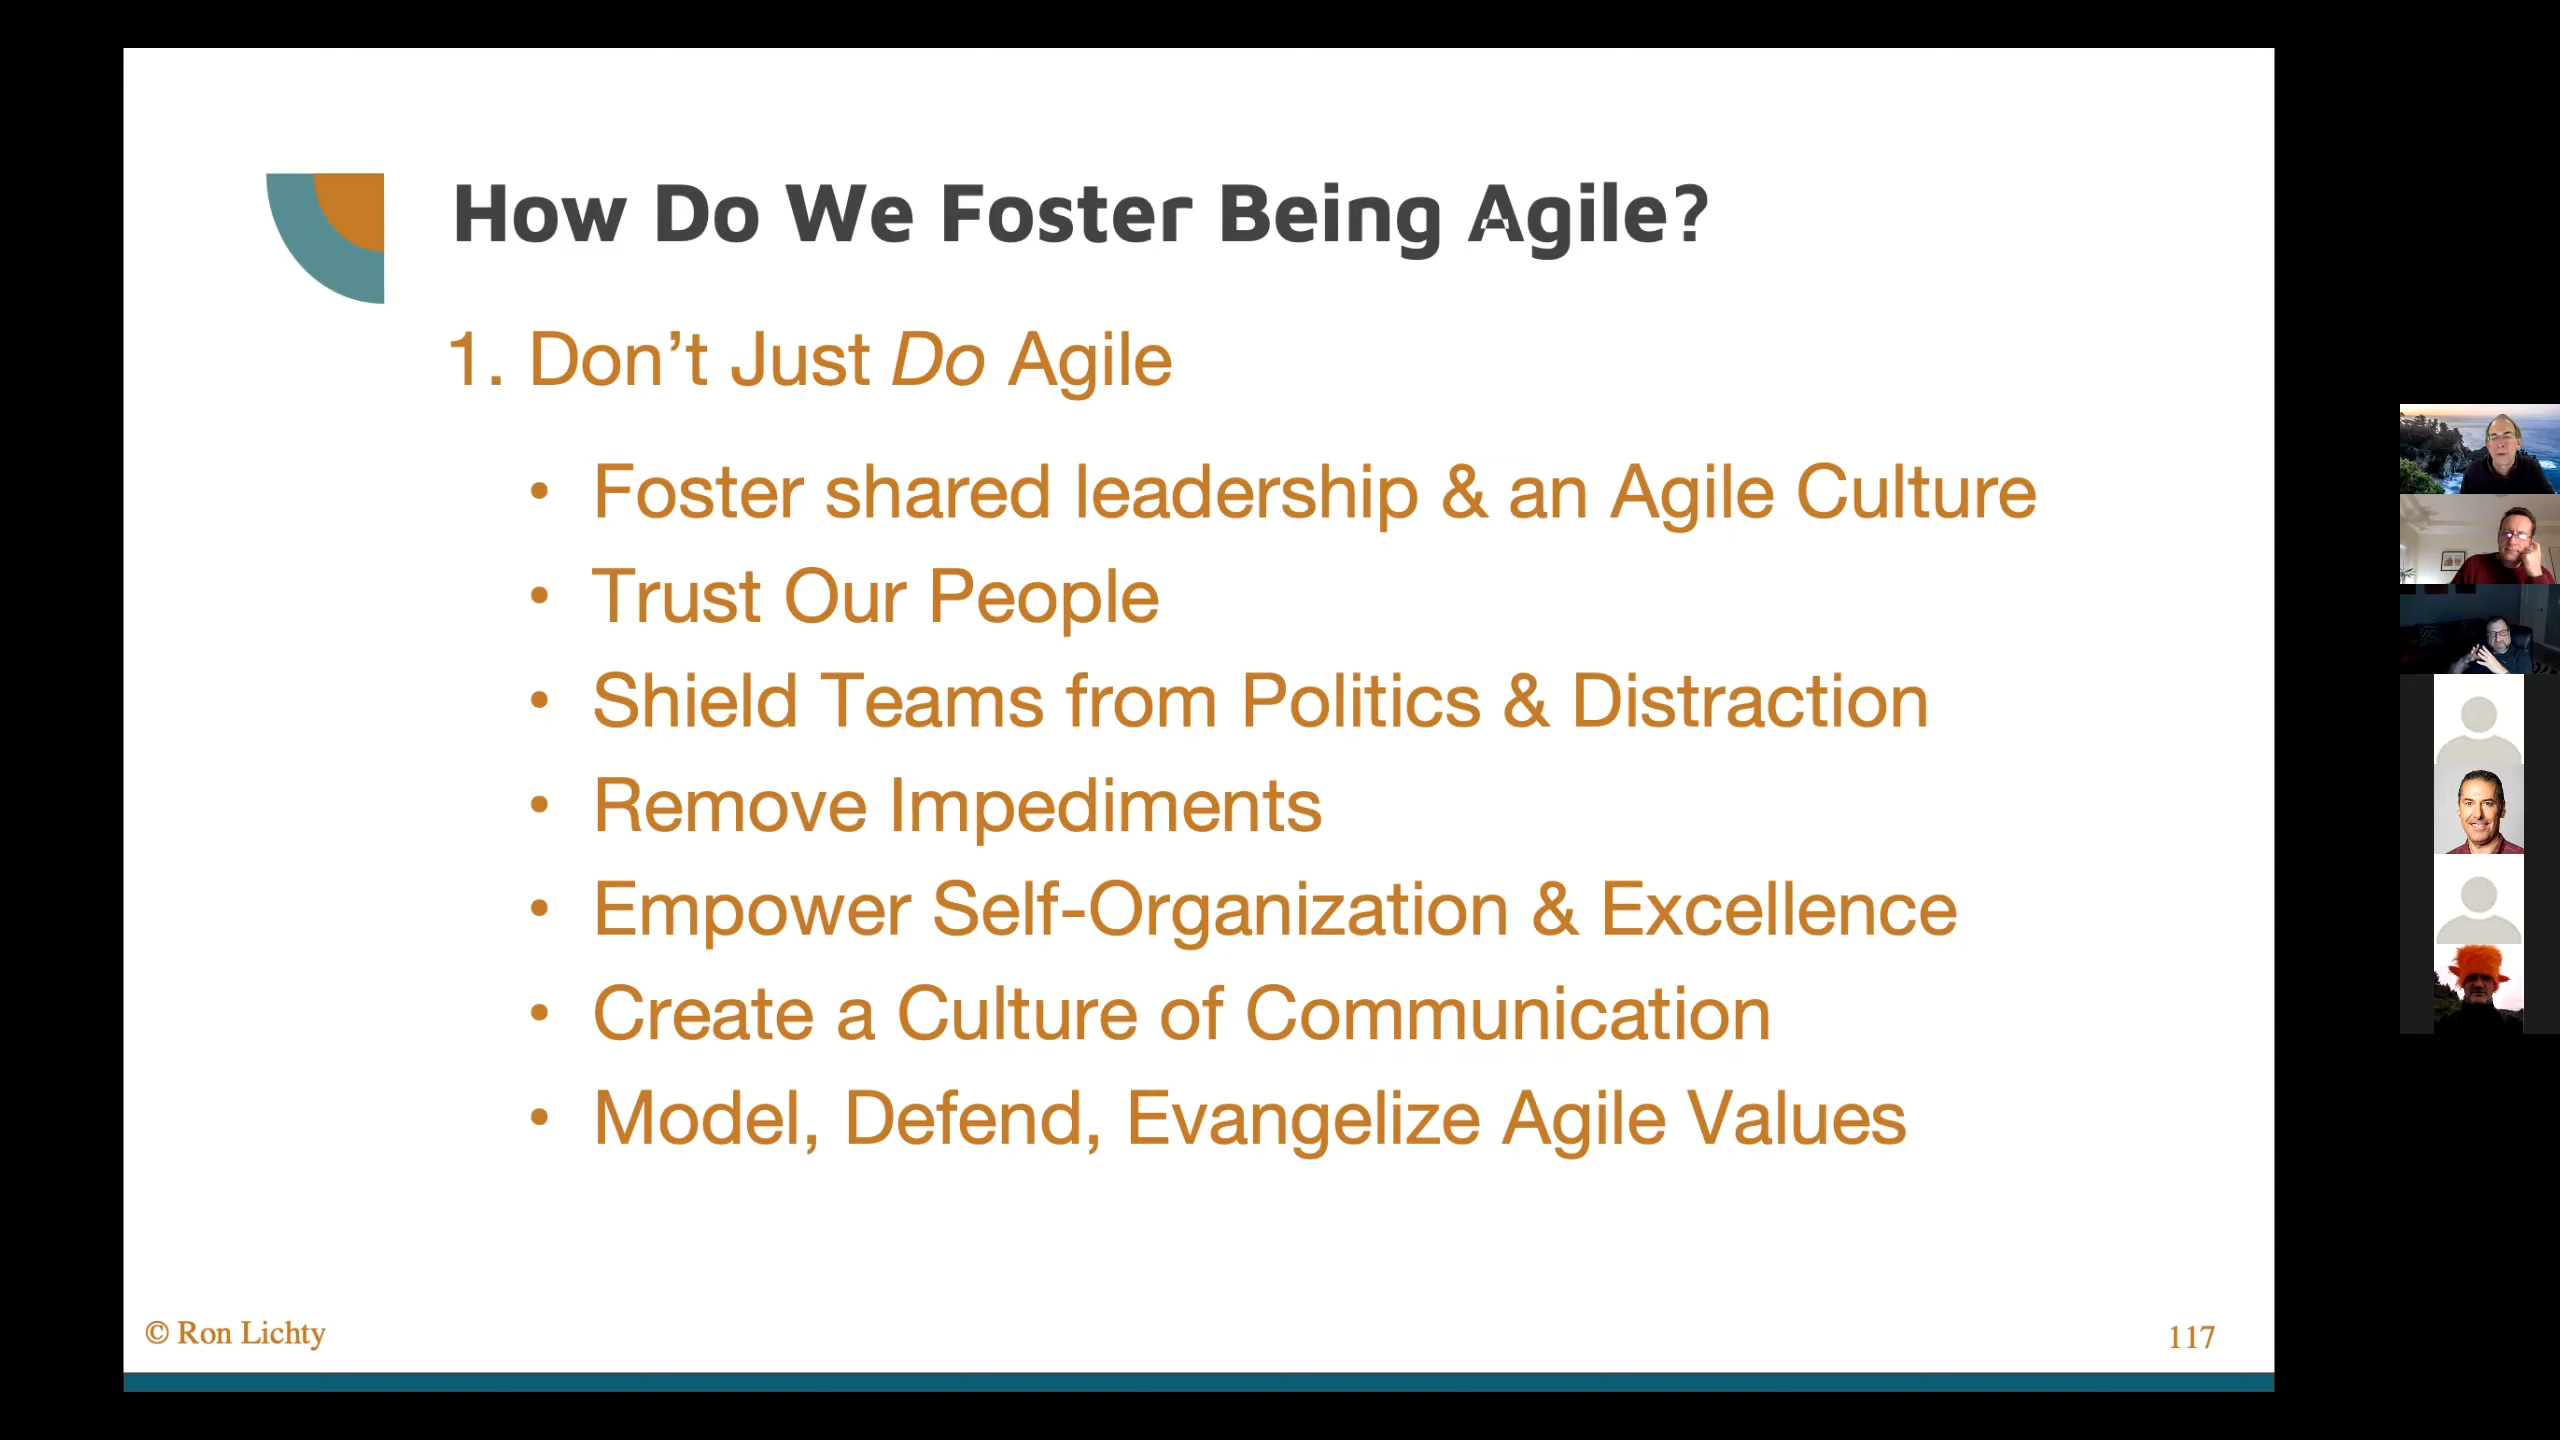 How Do We Foster Being Agile?
1. Don’t Just Do Agile
• Foster shared leadership & an Agile Culture
• Trust Our People
• Shield Teams from Politics & Distraction
• Remove Impediments
• Empower Self-Organization & Excellence
• Create a Culture of Communication
• Model, Defend, Evangelize Agile Values
© Ron Lichty
117